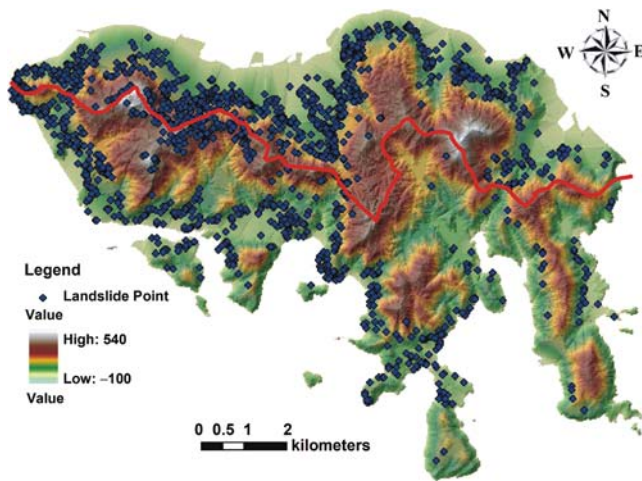 N
W E
S
Legend
Landslide Point
Value
High: 540
Low: –100
Value
0 0.5 1 2
kilometers